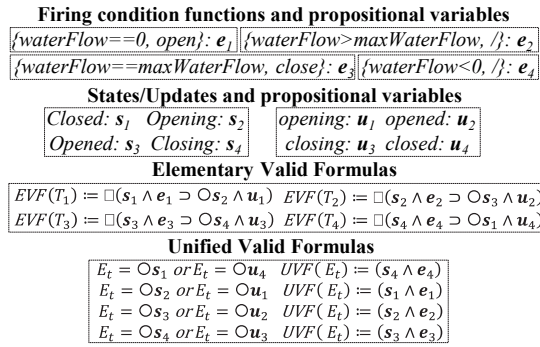 Firing condition functions and propositional variables
{waterFlow==0, open}: e₁ {waterFlow>maxWaterFlow, /}: e₂
{waterFlow==maxWaterFlow, close}: e₃ {waterFlow<0, /}: e₄
States/Updates and propositional variables
Closed: s₁ Opening: s₂ opening: u₁ opened: u₂
Opened: s₃ Closing: s₄ closing: u₃ closed: u₄
Elementary Valid Formulas
EVF(T₁) ≔ □(s₁ ∧ e₁ ⊃ ○s₂ ∧ u₁) EVF(T₂) ≔ □(s₂ ∧ e₂ ⊃ ○s₃ ∧ u₂)
EVF(T₃) ≔ □(s₃ ∧ e₃ ⊃ ○s₄ ∧ u₃) EVF(T₄) ≔ □(s₄ ∧ e₄ ⊃ ○s₁ ∧ u₄)
Unified Valid Formulas
Eₜ = ○s₁ or Eₜ = ○u₄ UVF( Eₜ) ≔ (s₄ ∧ e₄)
Eₜ = ○s₂ or Eₜ = ○u₁ UVF( Eₜ) ≔ (s₁ ∧ e₁)
Eₜ = ○s₃ or Eₜ = ○u₂ UVF( Eₜ) ≔ (s₂ ∧ e₂)
Eₜ = ○s₄ or Eₜ = ○u₃ UVF( Eₜ) ≔ (s₃ ∧ e₃)